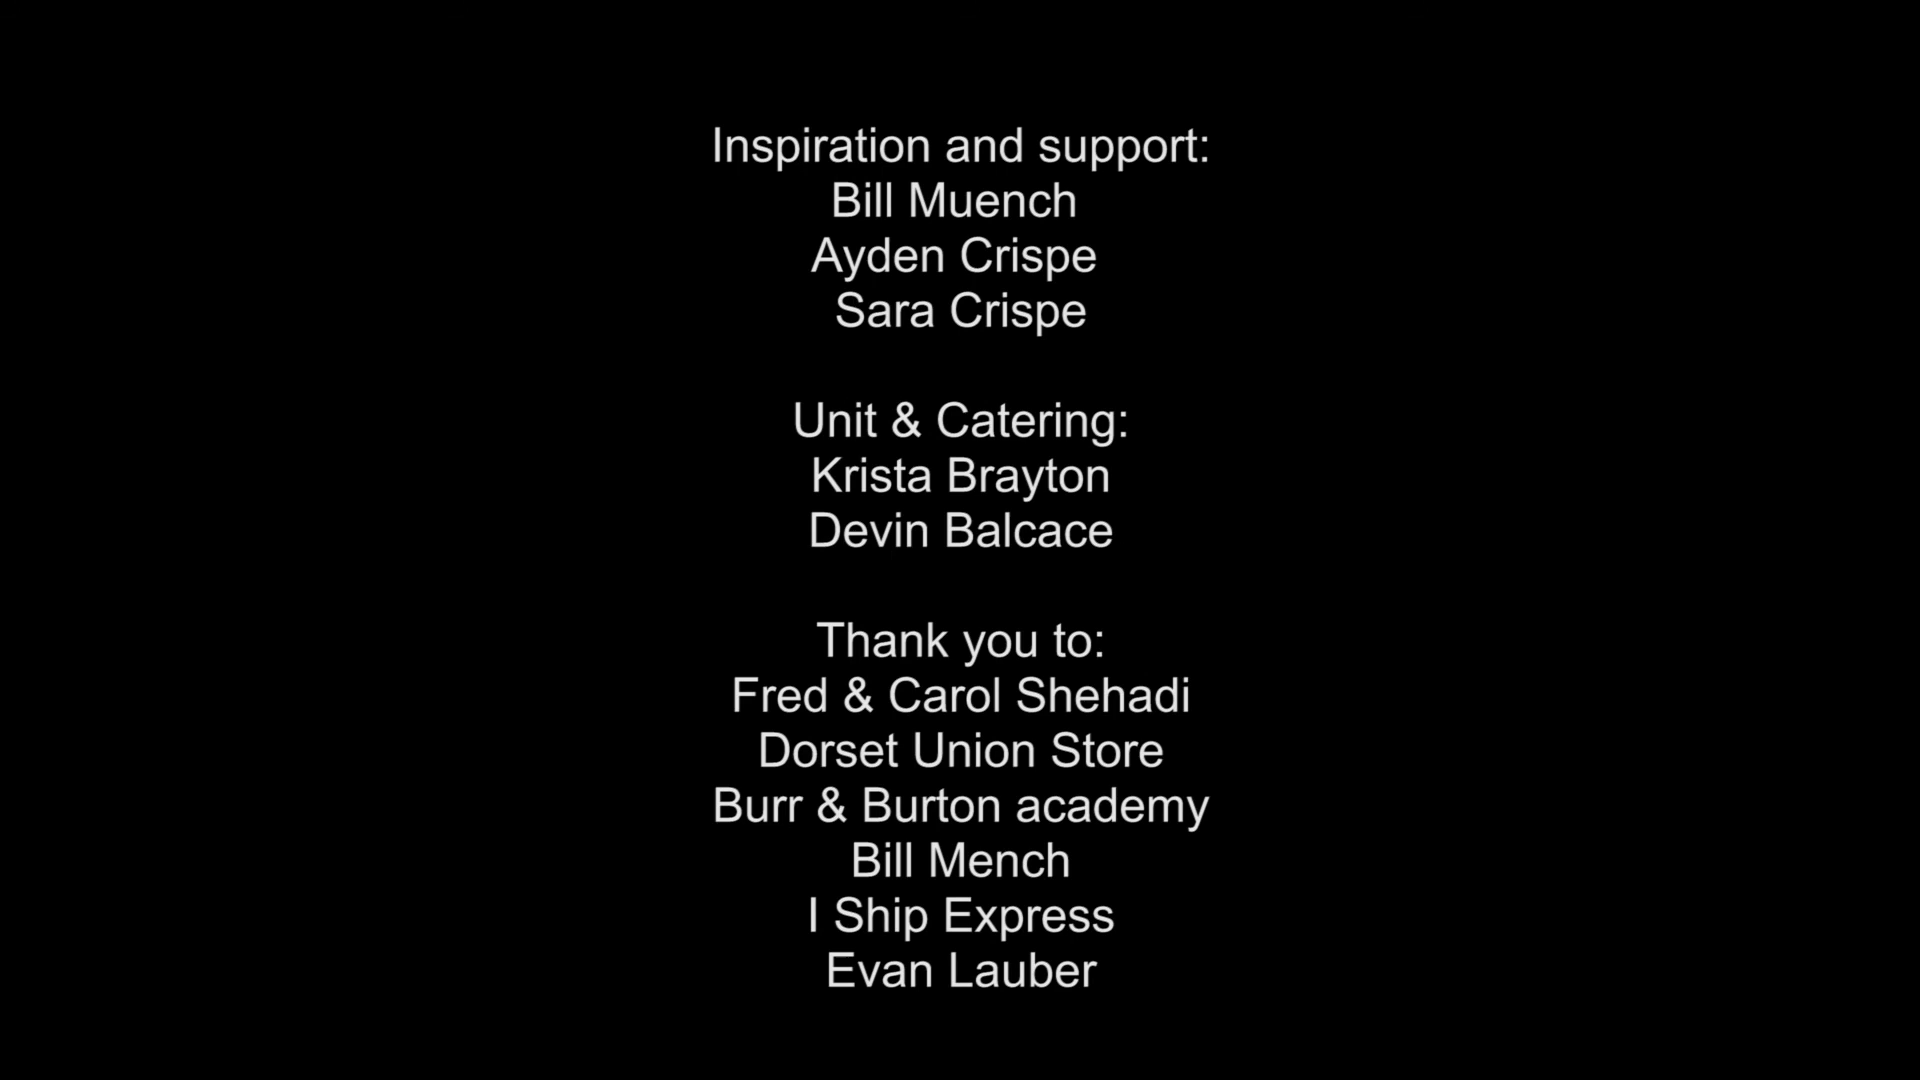 Inspiration and support:
Bill Muench
Ayden Crispe
Sara Crispe
Unit & Catering:
Krista Brayton
Devin Balcace
Thank you to:
Fred & Carol Shehadi
Dorset Union Store
Burr & Burton academy
Bill Mench
I Ship Express
Evan Lauber